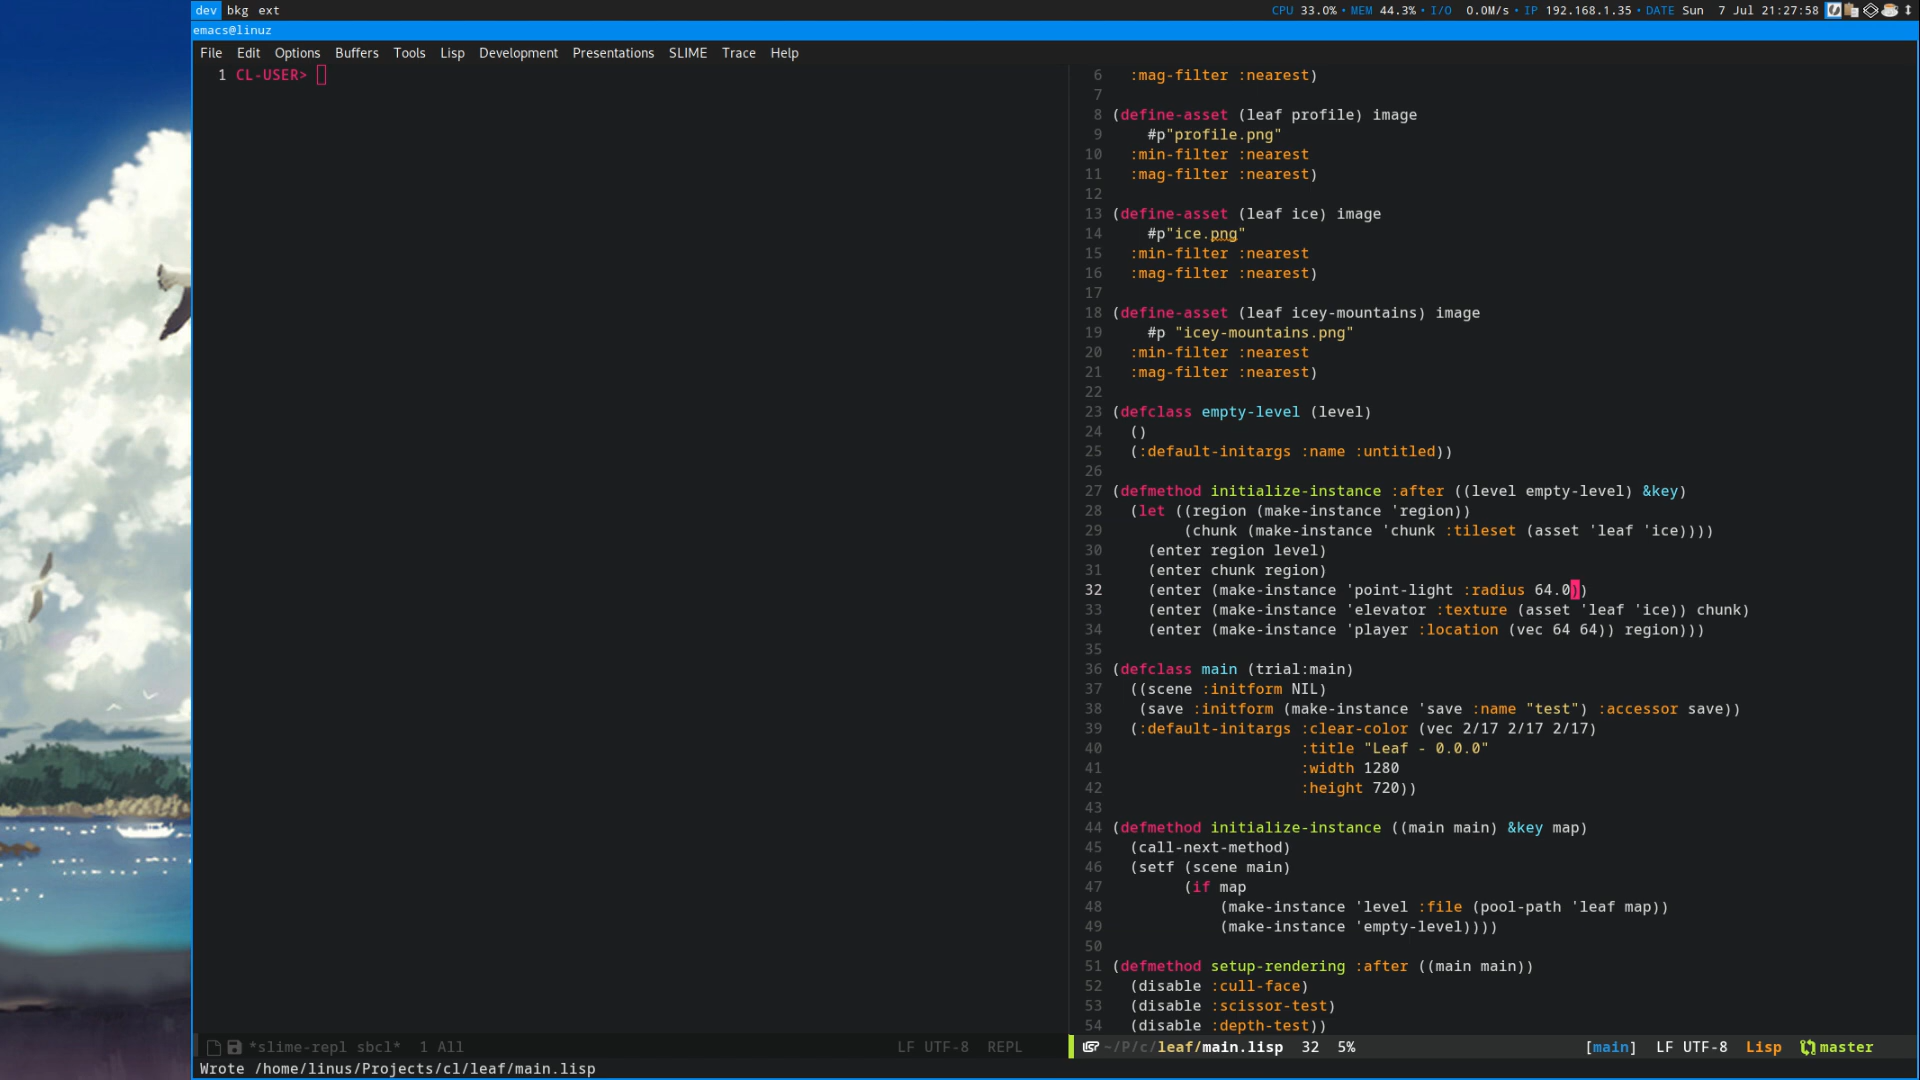 dev bkg ext
CPU 33.0% • MEM 44.3% • I/O 0.0M/s • IP 192.168.1.35 • DATE Sun 7 Jul 21:27:58
emacs@linuz
File Edit Options Buffers Tools Lisp Development Presentations SLIME Trace Help
1 CL-USER>
6 :mag-filter :nearest)
7
8 (define-asset (leaf profile) image
9 #p"profile.png"
10 :min-filter :nearest
11 :mag-filter :nearest)
12
13 (define-asset (leaf ice) image
14 #p"ice.png"
15 :min-filter :nearest
16 :mag-filter :nearest)
17
18 (define-asset (leaf icey-mountains) image
19 #p "icey-mountains.png"
20 :min-filter :nearest
21 :mag-filter :nearest)
22
23 (defclass empty-level (level)
24 ()
25 (:default-initargs :name :untitled))
26
27 (defmethod initialize-instance :after ((level empty-level) &key)
28 (let ((region (make-instance 'region))
29 (chunk (make-instance 'chunk :tileset (asset 'leaf 'ice))))
30 (enter region level)
31 (enter chunk region)
32 (enter (make-instance 'point-light :radius 64.0))
33 (enter (make-instance 'elevator :texture (asset 'leaf 'ice)) chunk)
34 (enter (make-instance 'player :location (vec 64 64)) region)))
35
36 (defclass main (trial:main)
37 ((scene :initform NIL)
38 (save :initform (make-instance 'save :name "test") :accessor save))
39 (:default-initargs :clear-color (vec 2/17 2/17 2/17)
40 :title "Leaf - 0.0.0"
41 :width 1280
42 :height 720))
43
44 (defmethod initialize-instance ((main main) &key map)
45 (call-next-method)
46 (setf (scene main)
47 (if map
48 (make-instance 'level :file (pool-path 'leaf map))
49 (make-instance 'empty-level))))
50
51 (defmethod setup-rendering :after ((main main))
52 (disable :cull-face)
53 (disable :scissor-test)
54 (disable :depth-test))
*slime-repl sbcl* 1 All LF UTF-8 REPL
~/P/c/leaf/main.lisp 32 5% [main] LF UTF-8 Lisp master
Wrote /home/linus/Projects/cl/leaf/main.lisp